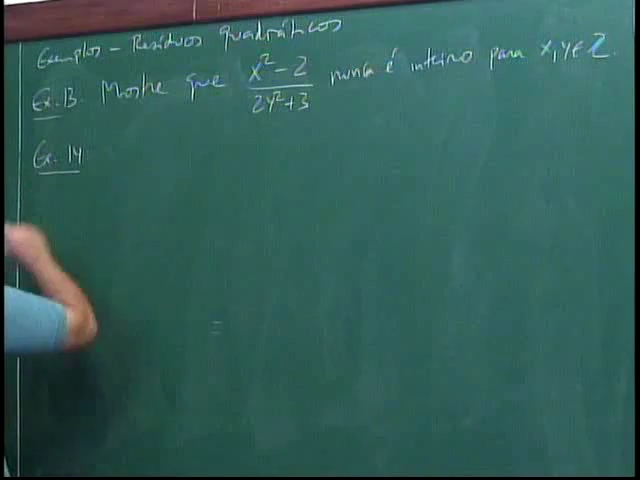 Exemplos - Resíduos quadráticos
Ex. 13. Mostre que x²-2 / 2y²+3 nunca é inteiro para x, y ∈ Z.
Ex. 14